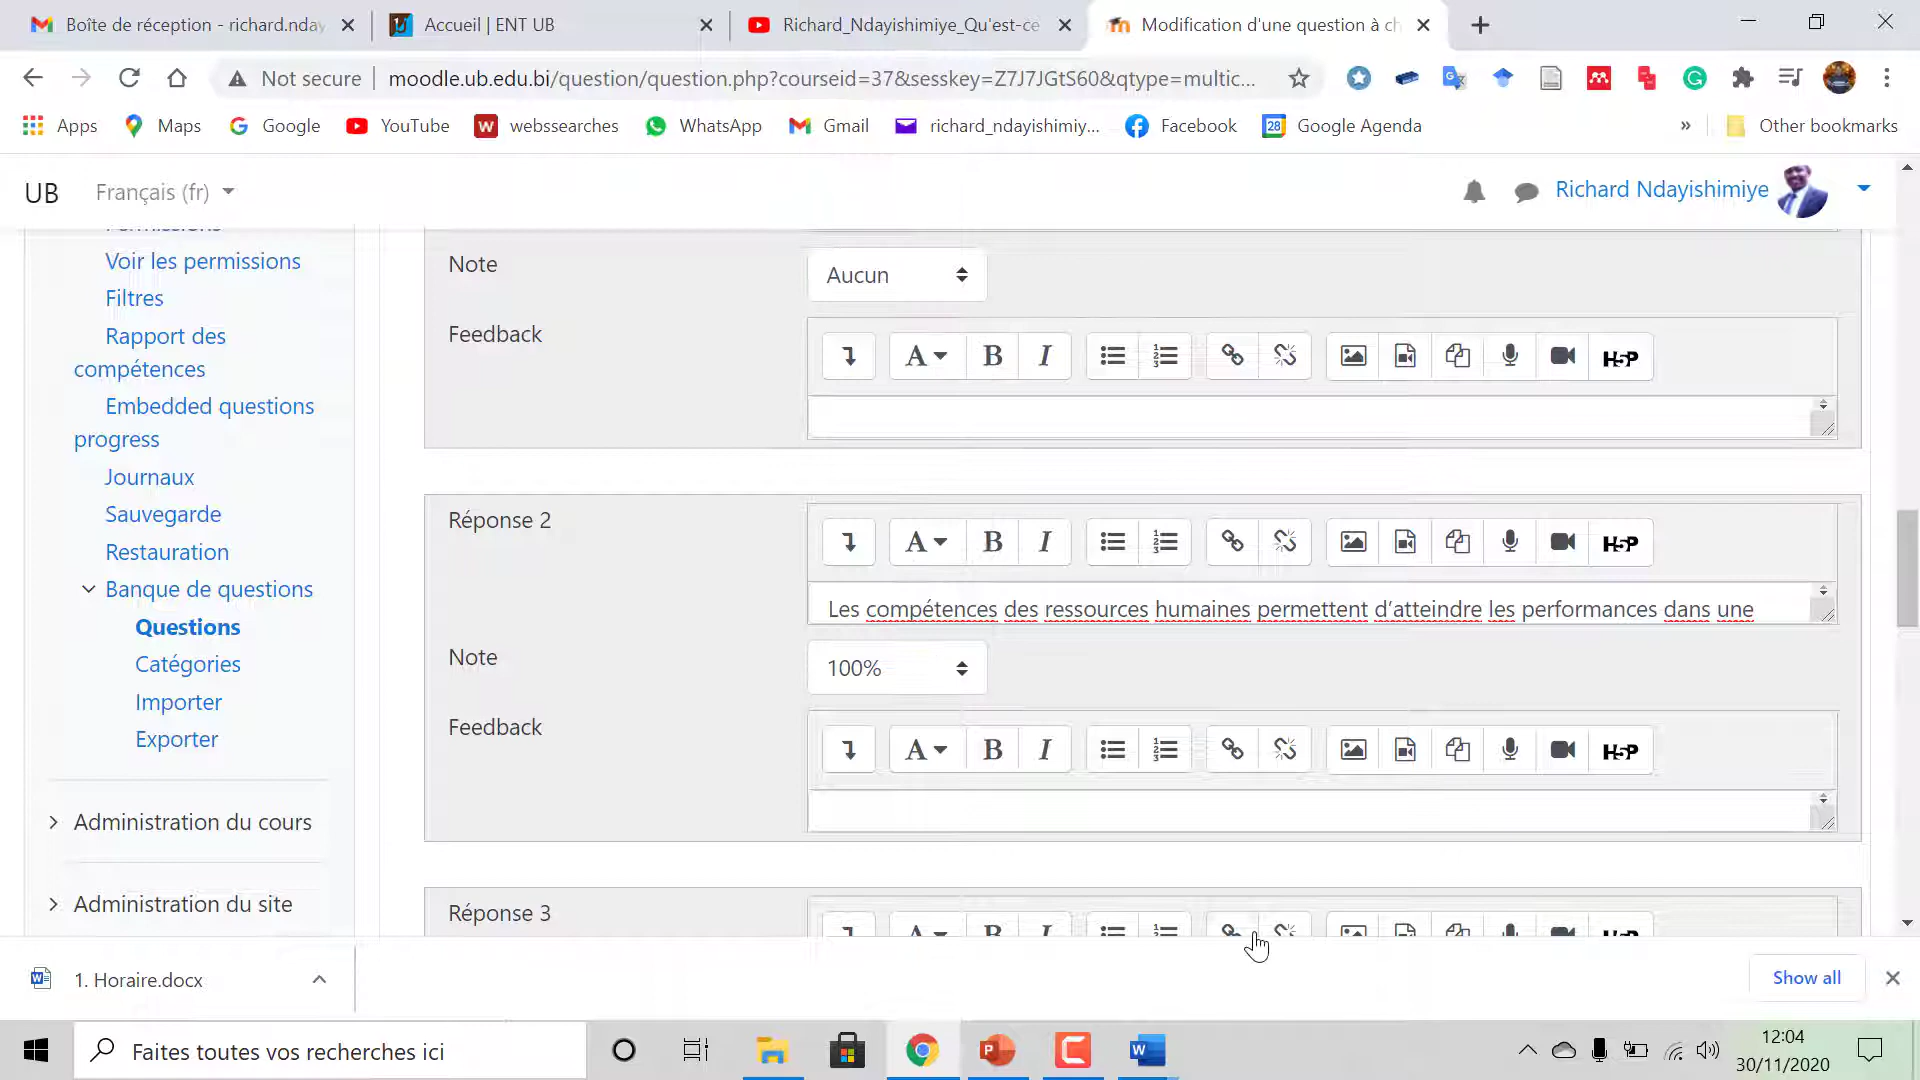 Boîte de réception - richard.nday
Accueil | ENT UB
Richard_Ndayishimiye_Qu'est-ce
Modification d'une question à ch
Not secure
moodle.ub.edu.bi/question/question.php?courseid=37&sesskey=Z7J7JGtS60&qtype=multic...
Apps
Maps
Google
YouTube
webssearches
WhatsApp
Gmail
richard_ndayishimiy...
Facebook
Google Agenda
»
Other bookmarks
UB
Français (fr)
Richard Ndayishimiye
Permissions
Voir les permissions
Filtres
Rapport des
compétences
Embedded questions
progress
Journaux
Sauvegarde
Restauration
Banque de questions
Questions
Catégories
Importer
Exporter
Administration du cours
Administration du site
Note
Aucun
Feedback
A B I
H5P
Réponse 2
A B I
H5P
Les compétences des ressources humaines permettent d’atteindre les performances dans une
Note
100%
Feedback
A B I
H5P
Réponse 3
A B I
H5P
1. Horaire.docx
Show all
Faites toutes vos recherches ici
12:04
30/11/2020